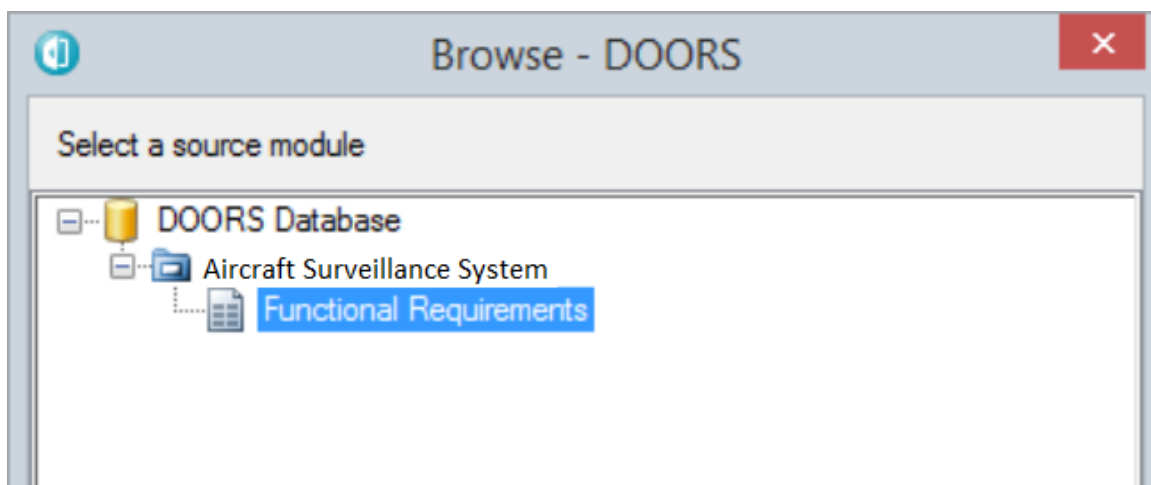 Browse - DOORS
Select a source module
DOORS Database
Aircraft Surveillance System
Functional Requirements